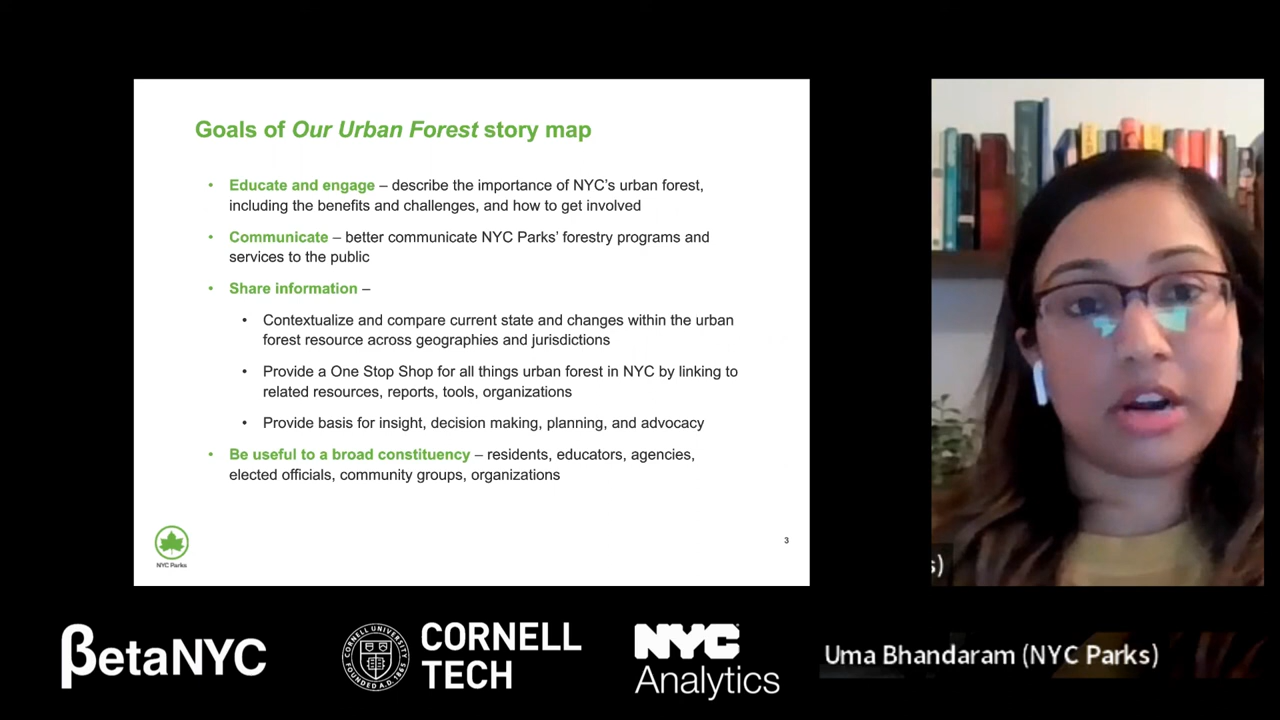 Goals of Our Urban Forest story map
• Educate and engage – describe the importance of NYC's urban forest,
including the benefits and challenges, and how to get involved
• Communicate – better communicate NYC Parks' forestry programs and
services to the public
• Share information –
• Contextualize and compare current state and changes within the urban
forest resource across geographies and jurisdictions
• Provide a One Stop Shop for all things urban forest in NYC by linking to
related resources, reports, tools, organizations
• Provide basis for insight, decision making, planning, and advocacy
• Be useful to a broad constituency – residents, educators, agencies,
elected officials, community groups, organizations
NYC Parks
3
s)
βetaNYC
CORNELL UNIVERSITY
FOUNDED A.D. 1865
CORNELL
TECH
NYC
Analytics
Uma Bhandaram (NYC Parks)